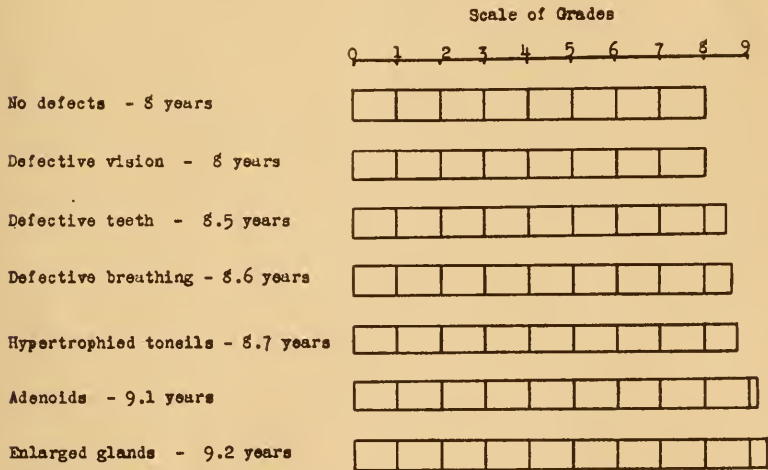 Scale of Grades
0 1 2 3 4 5 6 7 8 9
No defects - 8 years
Defective vision - 8 years
Defective teeth - 8.5 years
Defective breathing - 8.6 years
Hypertrophied tonsils - 8.7 years
Adenoids - 9.1 years
Enlarged glands - 9.2 years